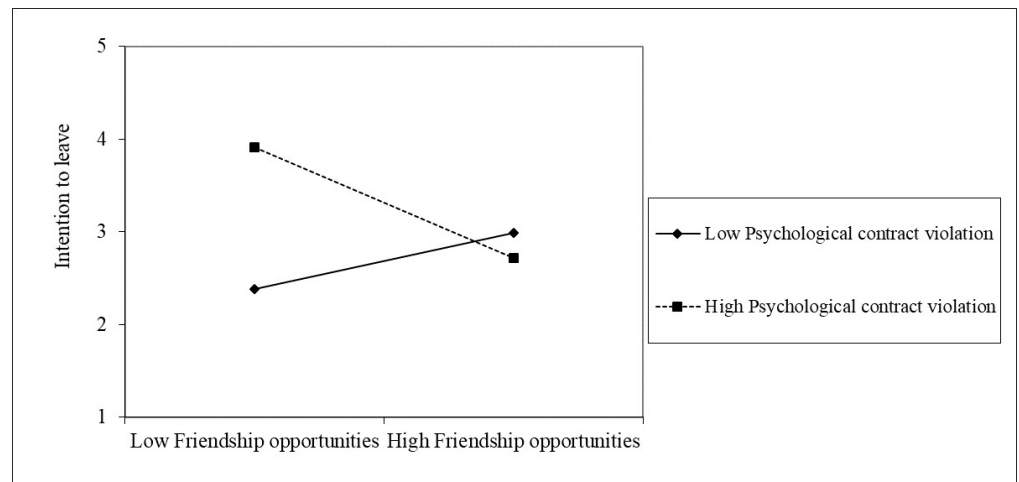 5
4
3
2
1
Intention to leave
Low Friendship opportunities High Friendship opportunities
Low Psychological contract violation
High Psychological contract violation